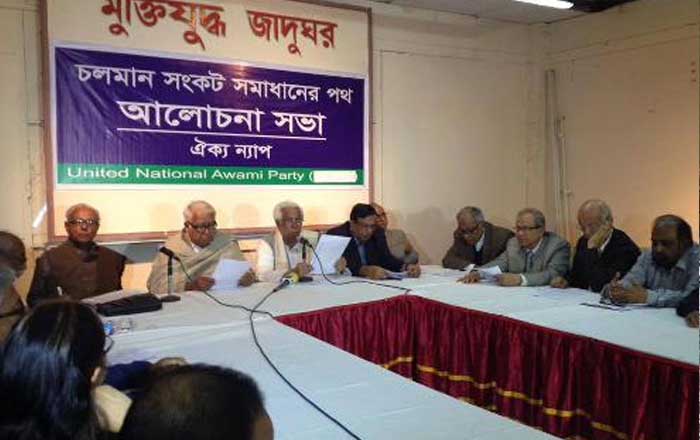 মুক্তিযুদ্ধ জাদুঘর
চলমান সংকট সমাধানের পথ
আলোচনা সভা
ঐক্য ন্যাপ
United National Awami Party (